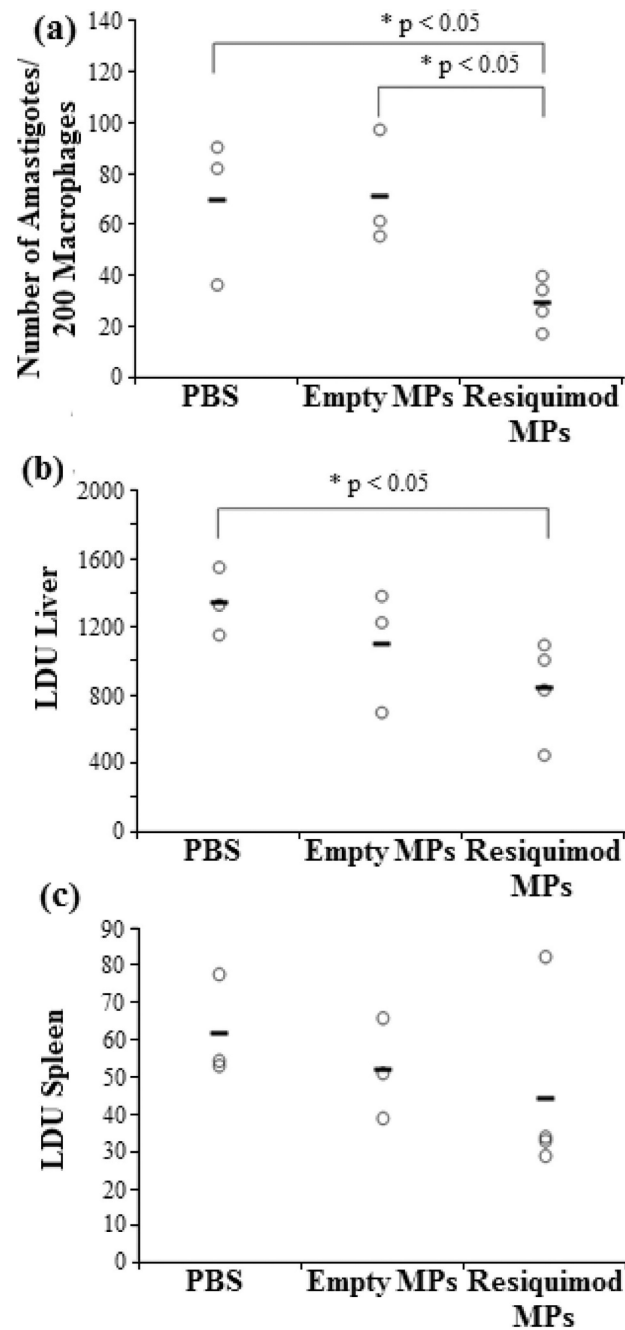 (a)
Number of Amastigotes/
200 Macrophages
140
120
100
80
60
40
20
0
* p < 0.05
* p < 0.05
PBS Empty MPs Resiquimod
MPs
(b)
LDU Liver
2000
1600
1200
800
400
0
* p < 0.05
PBS Empty MPs Resiquimod
MPs
(c)
LDU Spleen
90
80
70
60
50
40
30
20
10
0
PBS Empty MPs Resiquimod
MPs